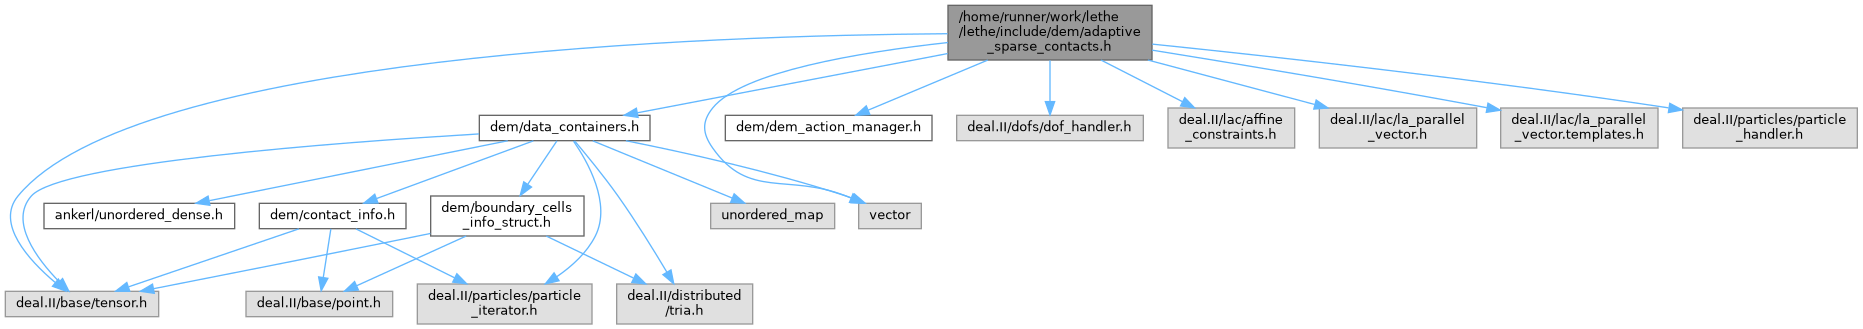 /home/runner/work/lethe
/lethe/include/dem/adaptive
_sparse_contacts.h
dem/data_containers.h
dem/dem_action_manager.h
deal.II/dofs/dof_handler.h
deal.II/lac/affine
_constraints.h
deal.II/lac/la_parallel
_vector.h
deal.II/lac/la_parallel
_vector.templates.h
deal.II/particles/particle
_handler.h
ankerl/unordered_dense.h
dem/contact_info.h
dem/boundary_cells
_info_struct.h
unordered_map
vector
deal.II/base/tensor.h
deal.II/base/point.h
deal.II/particles/particle
_iterator.h
deal.II/distributed
/tria.h